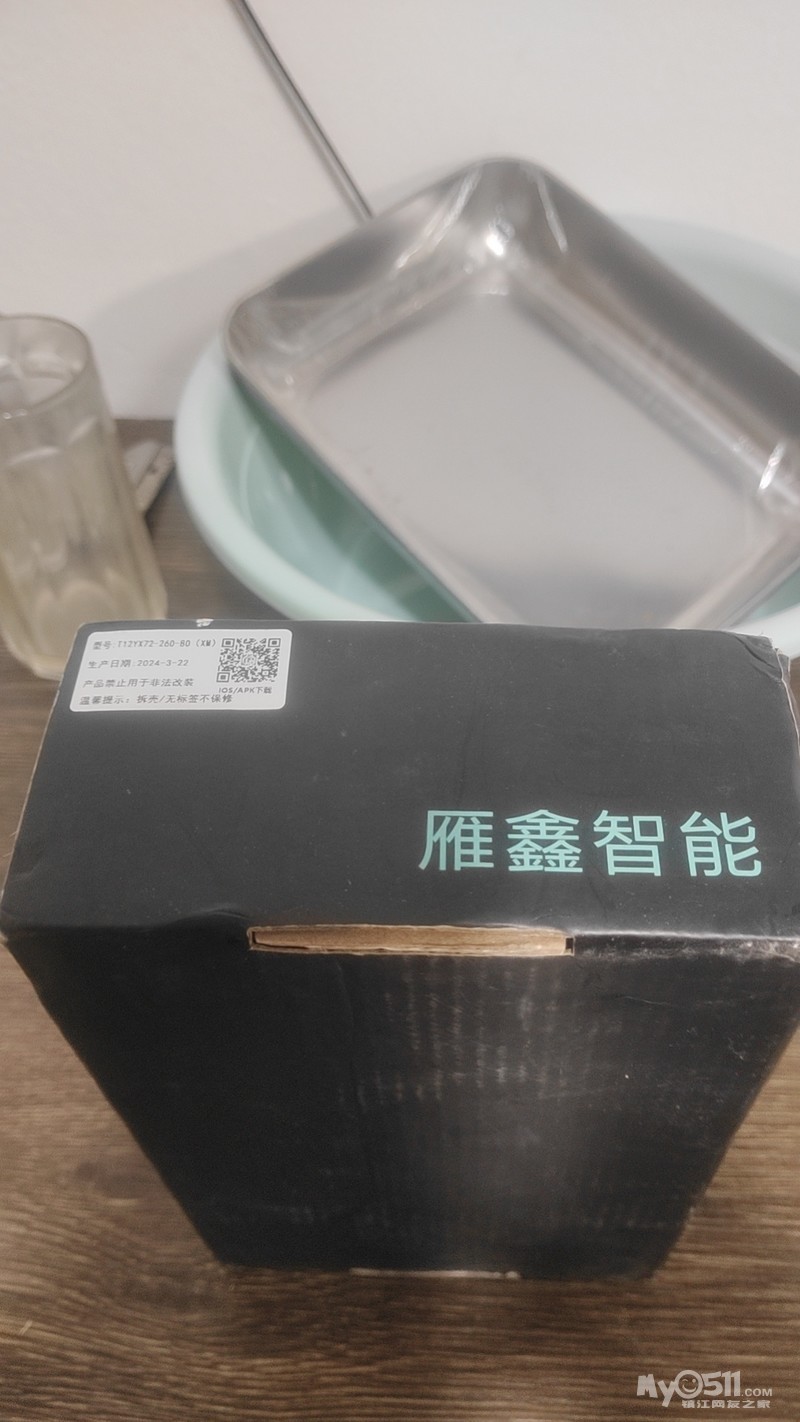 型号:T12YX72-260-80（XM）
生产日期:2024-3-22
产品禁止用于非法改装
IOS/APK下载
温馨提示：拆壳/无标签不保修
雁鑫智能
My0511.COM
镇江网友之家